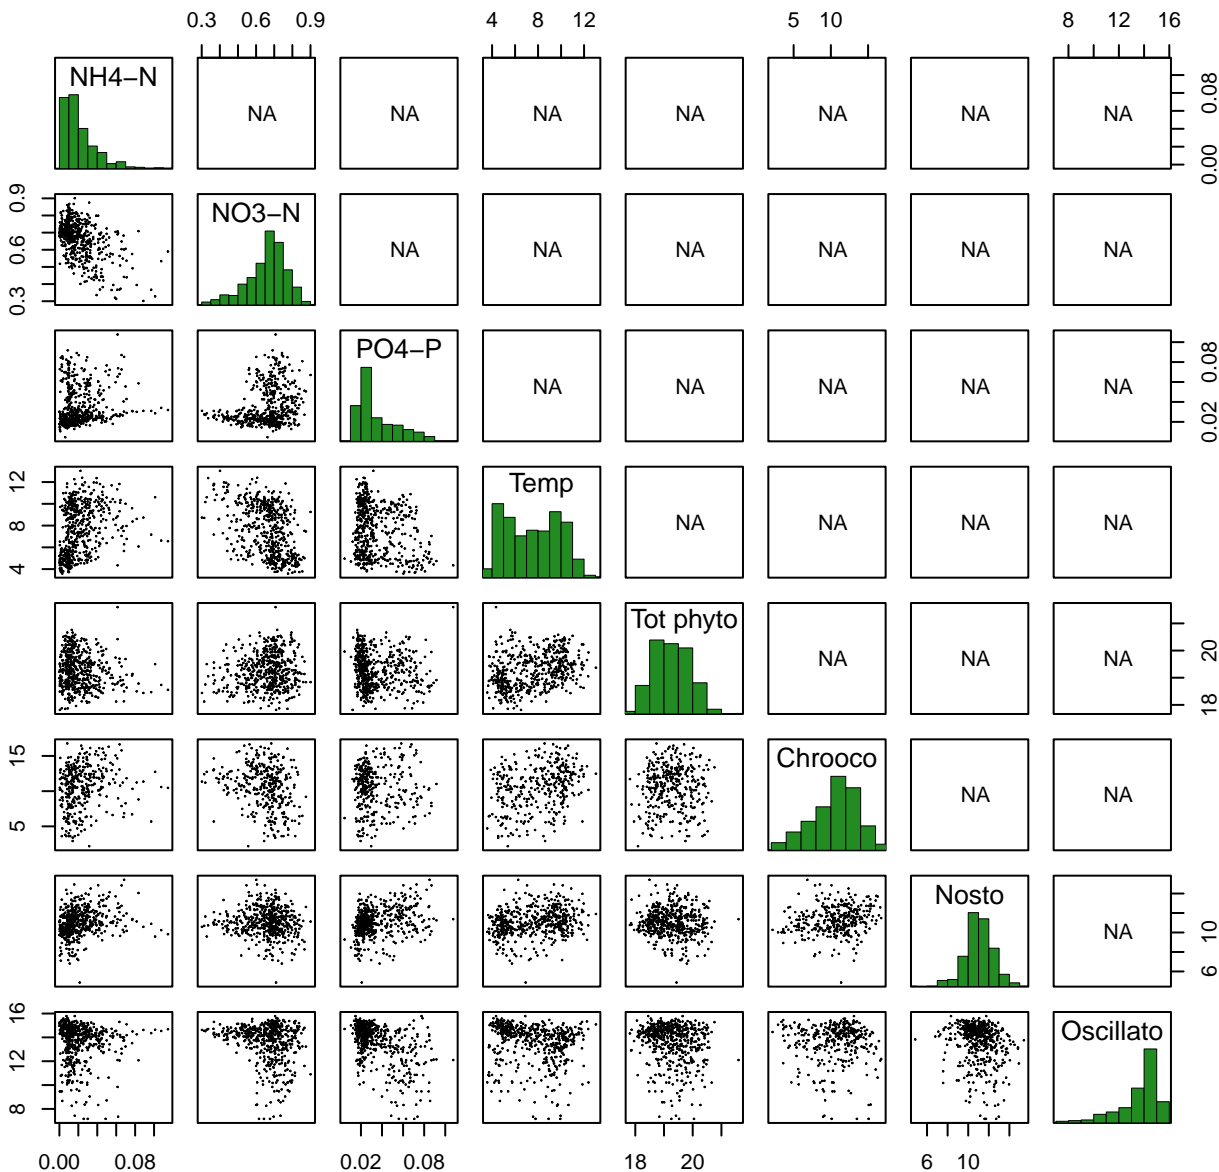 0.3 0.6 0.9 4 8 12 5 10 8 12 16
NH4−N NA NA NA NA NA NA NA 0.00 0.08
0.3 0.6 0.9 NO3−N NA NA NA NA NA NA
PO4−P NA NA NA NA NA 0.02 0.08
4 8 12 Temp NA NA NA NA
Tot phyto NA NA NA 18 20
5 15 Chrooco NA NA
Nosto NA 6 10
8 12 16 Oscillato
0.00 0.08 0.02 0.08 18 20 6 10